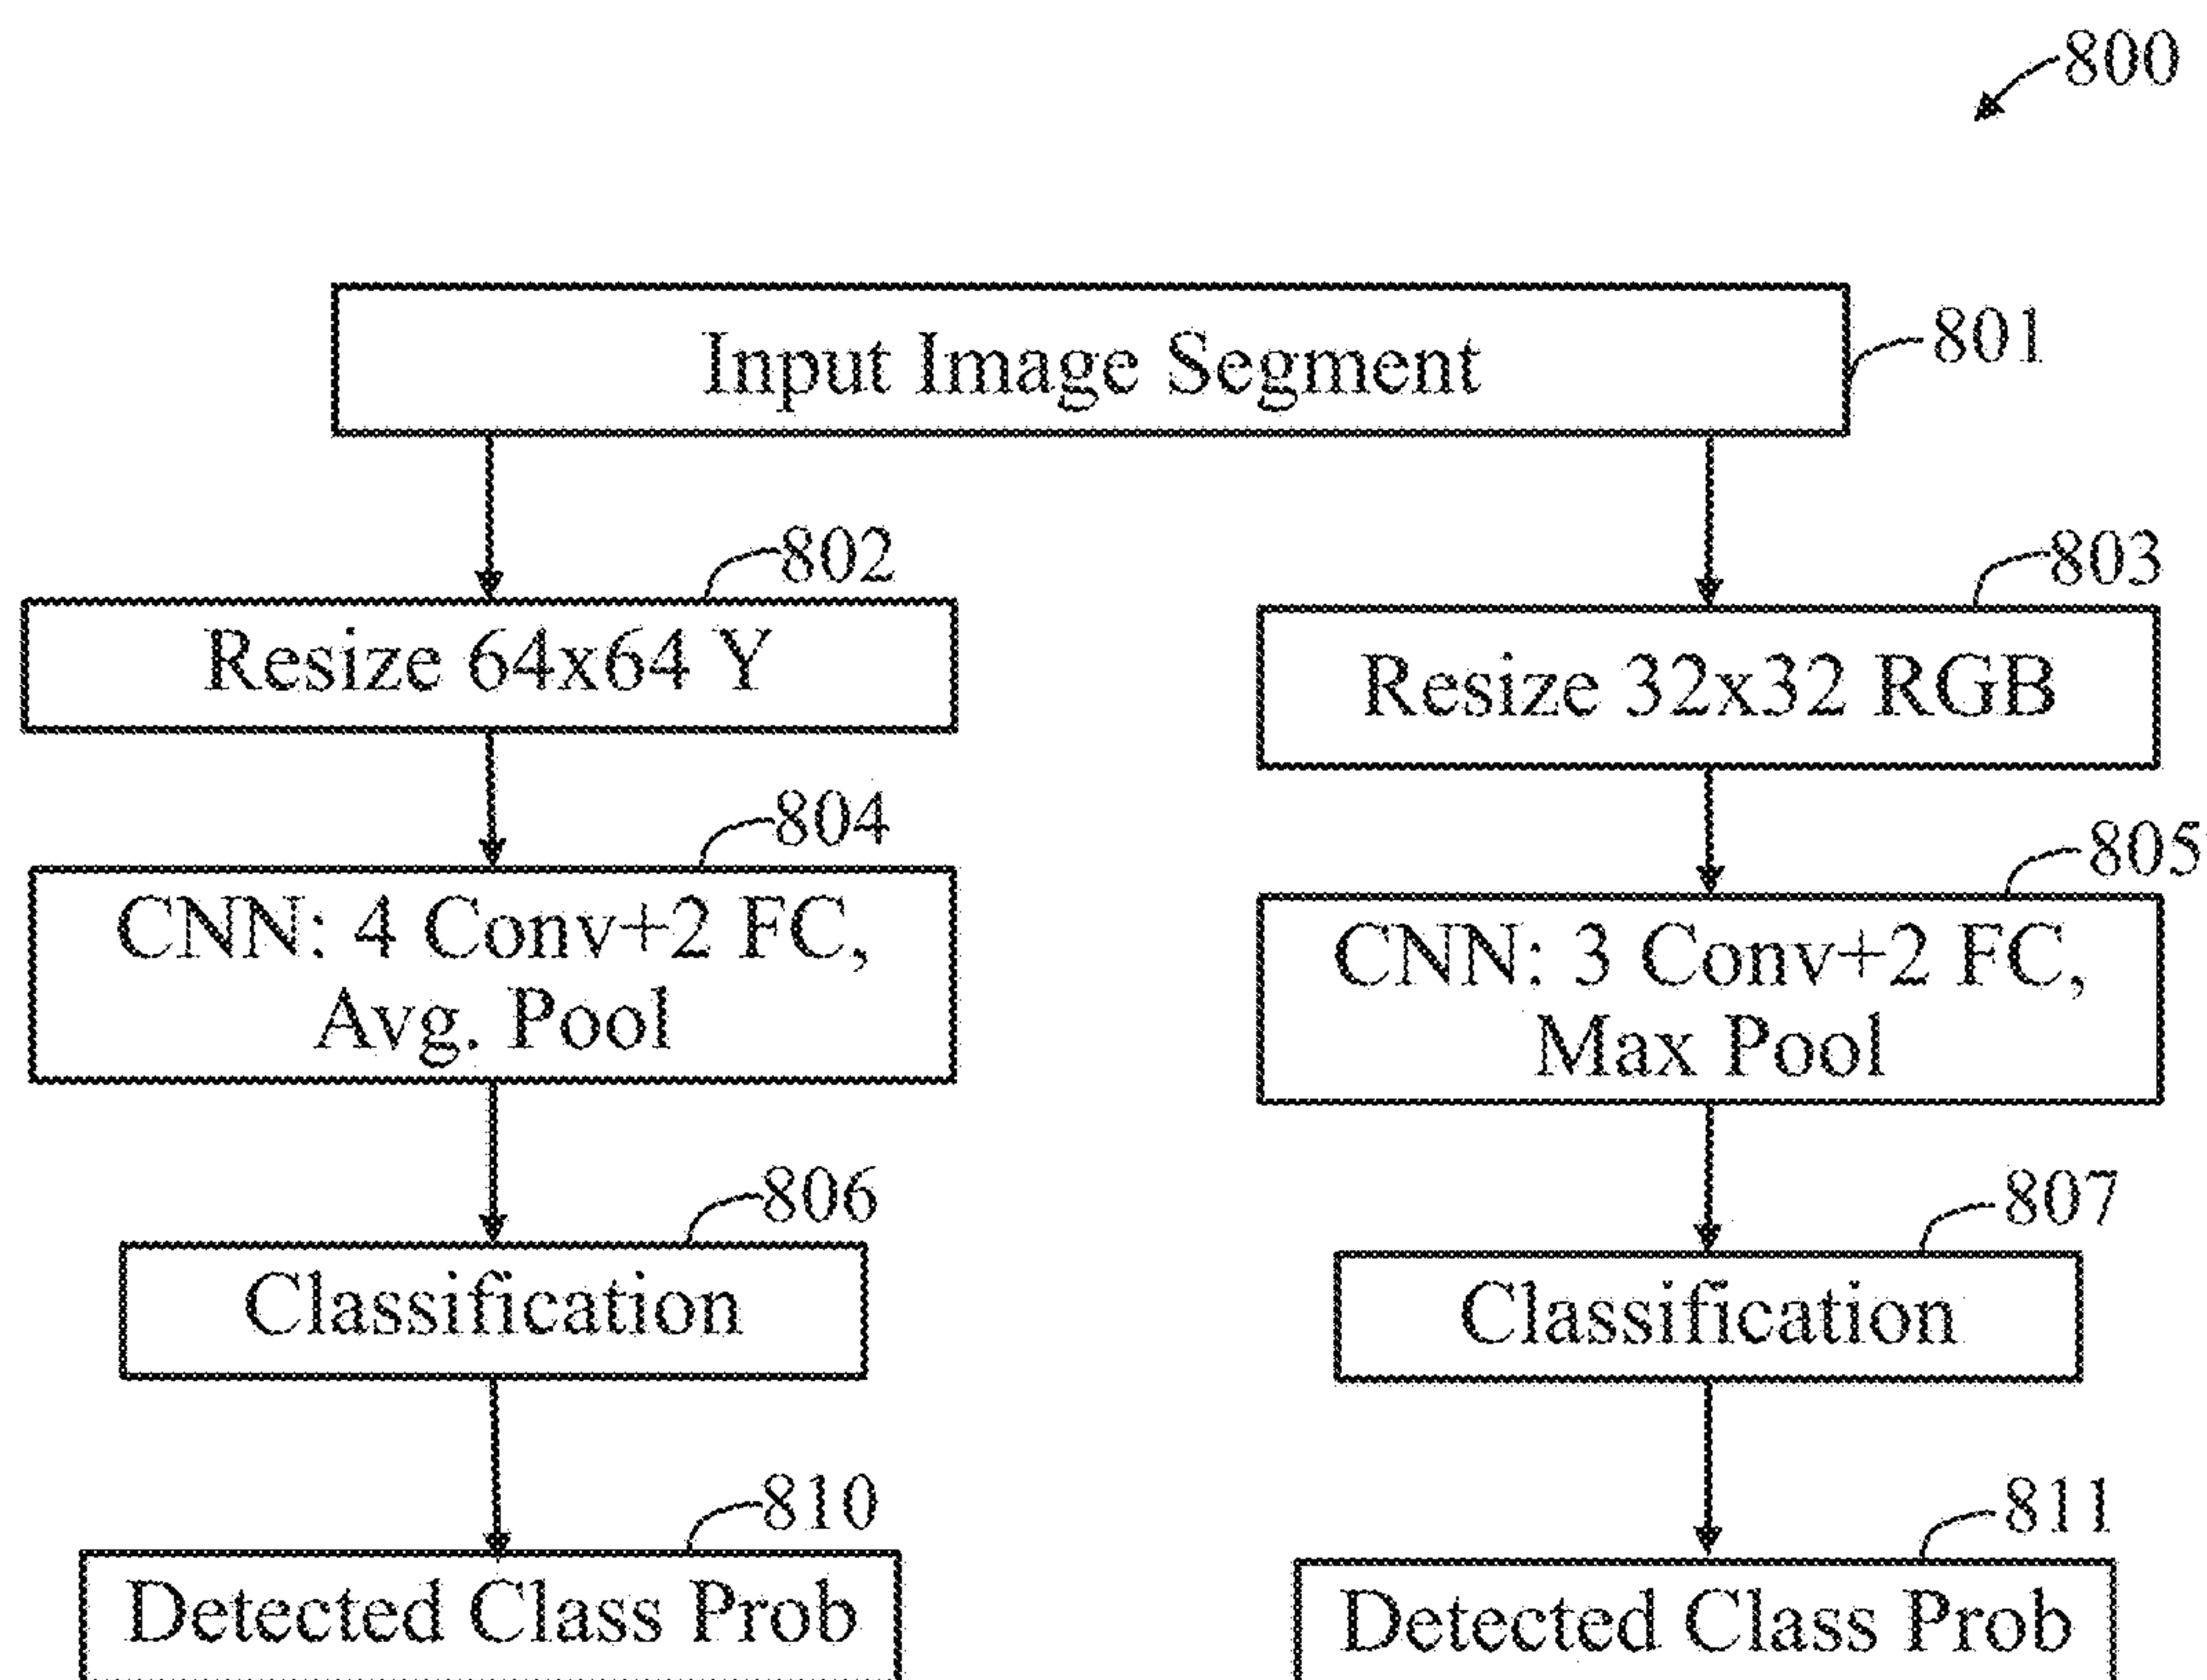 800
Input Image Segment
801
802
803
Resize 64x64 Y
Resize 32x32 RGB
804
805
CNN: 4 Conv+2 FC,
Avg. Pool
CNN: 3 Conv+2 FC,
Max Pool
806
807
Classification
Classification
810
811
Detected Class Prob
Detected Class Prob